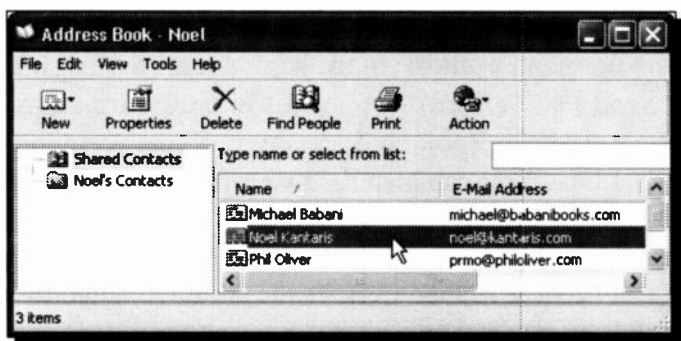 Address Book - Noel
File Edit View Tools Help
New Properties Delete Find People Print Action
Shared Contacts
Noel's Contacts
Type name or select from list:
Name E-Mail Address
Michael Babani michael@babanibooks.com
Noel Kantaris noel@kantaris.com
Phil Oliver prmo@philoliver.com
3 items